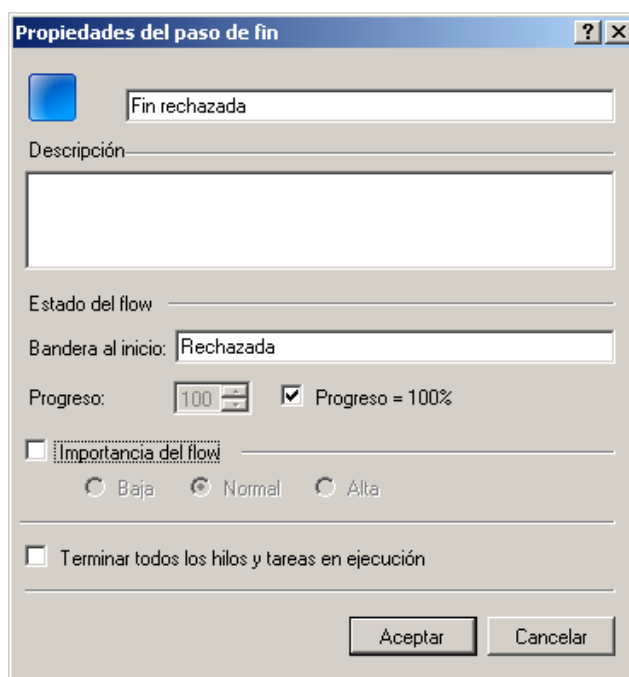 Propiedades del paso de fin
Fin rechazada
Descripción
Estado del flow
Bandera al inicio: Rechazada
Progreso: 100 Progreso = 100%
Importancia del flow
Baja Normal Alta
Terminar todos los hilos y tareas en ejecución
Aceptar Cancelar